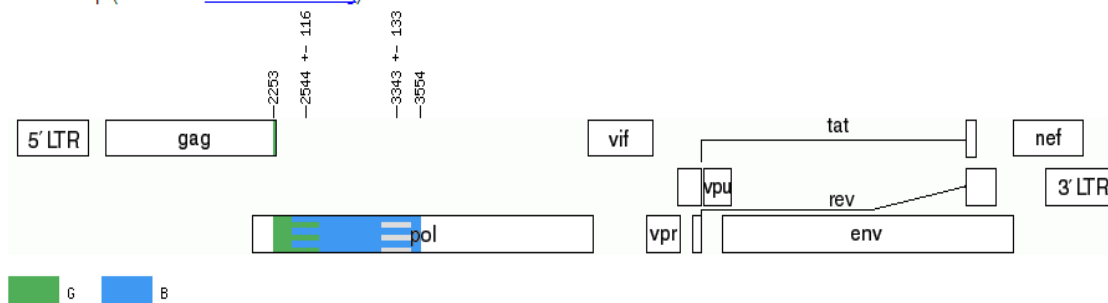 2253
2544 +- 116
3343 +- 133
3554
5′ LTR
gag
vif
tat
nef
vpu
rev
3′ LTR
pol
vpr
env
G
B